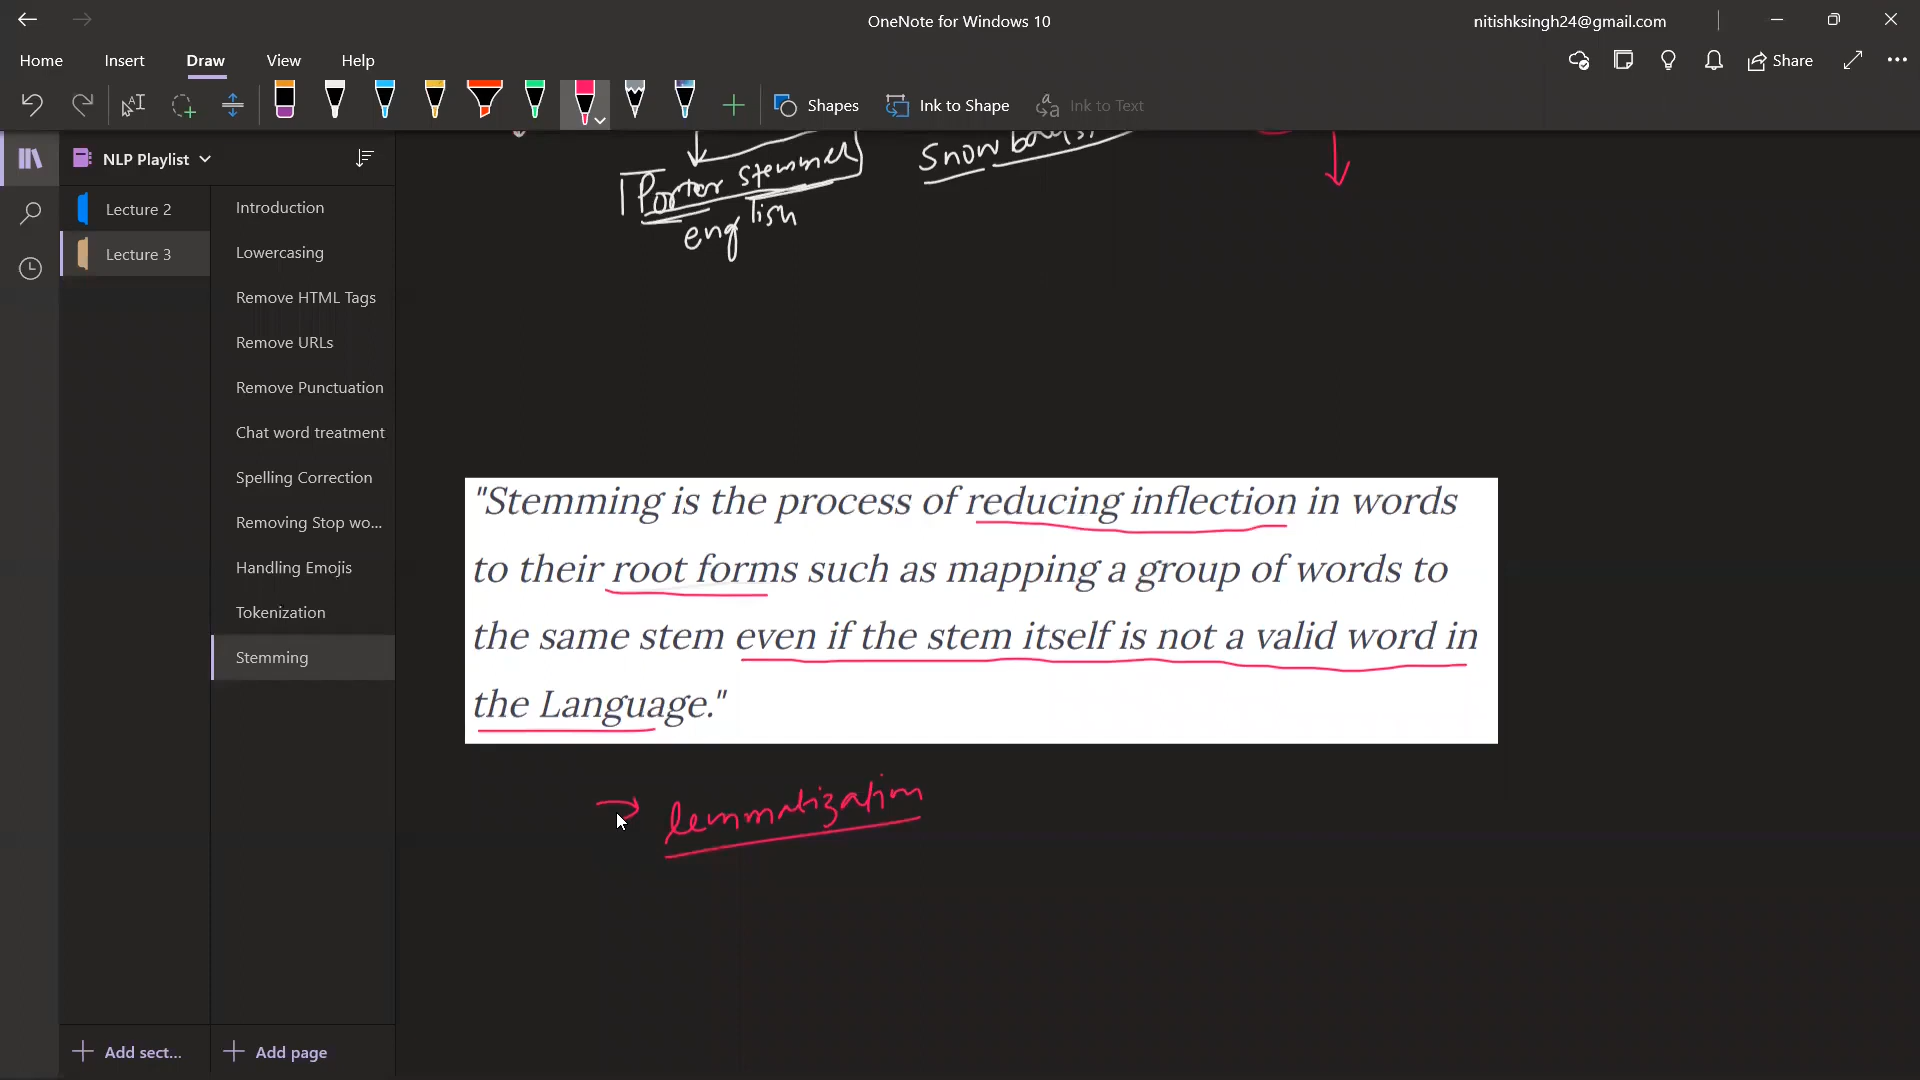 OneNote for Windows 10
nitishksingh24@gmail.com
Home Insert Draw View Help
Share
Shapes Ink to Shape Ink to Text
NLP Playlist
Lecture 2
Lecture 3
Introduction
Lowercasing
Remove HTML Tags
Remove URLs
Remove Punctuation
Chat word treatment
Spelling Correction
Removing Stop wo...
Handling Emojis
Tokenization
Stemming
Add sect...
Add page
Porter stemmer
english
"Stemming is the process of reducing inflection in words
to their root forms such as mapping a group of words to
the same stem even if the stem itself is not a valid word in
the Language."
lemmatization